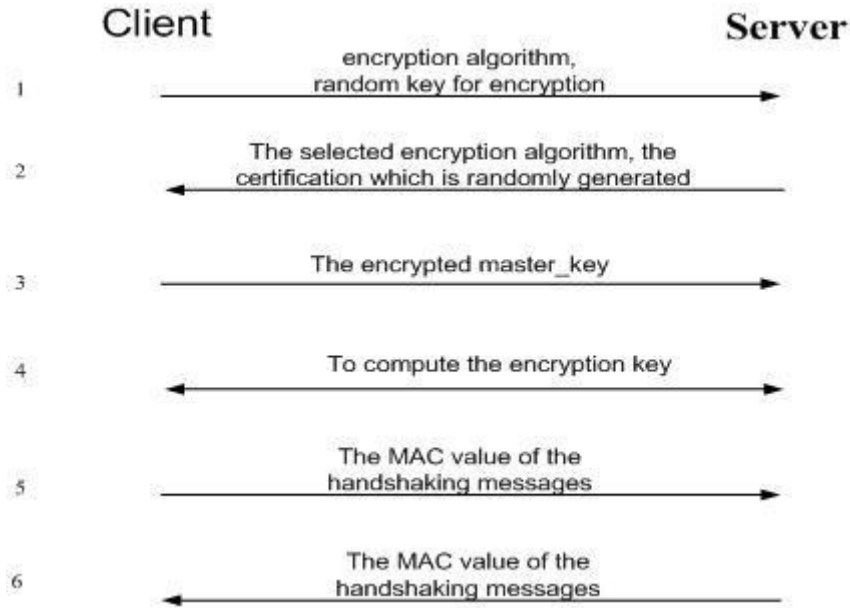 Client Server
encryption algorithm,
1 random key for encryption
The selected encryption algorithm, the
2 certification which is randomly generated
3 The encrypted master_key
4 To compute the encryption key
The MAC value of the
5 handshaking messages
The MAC value of the
6 handshaking messages